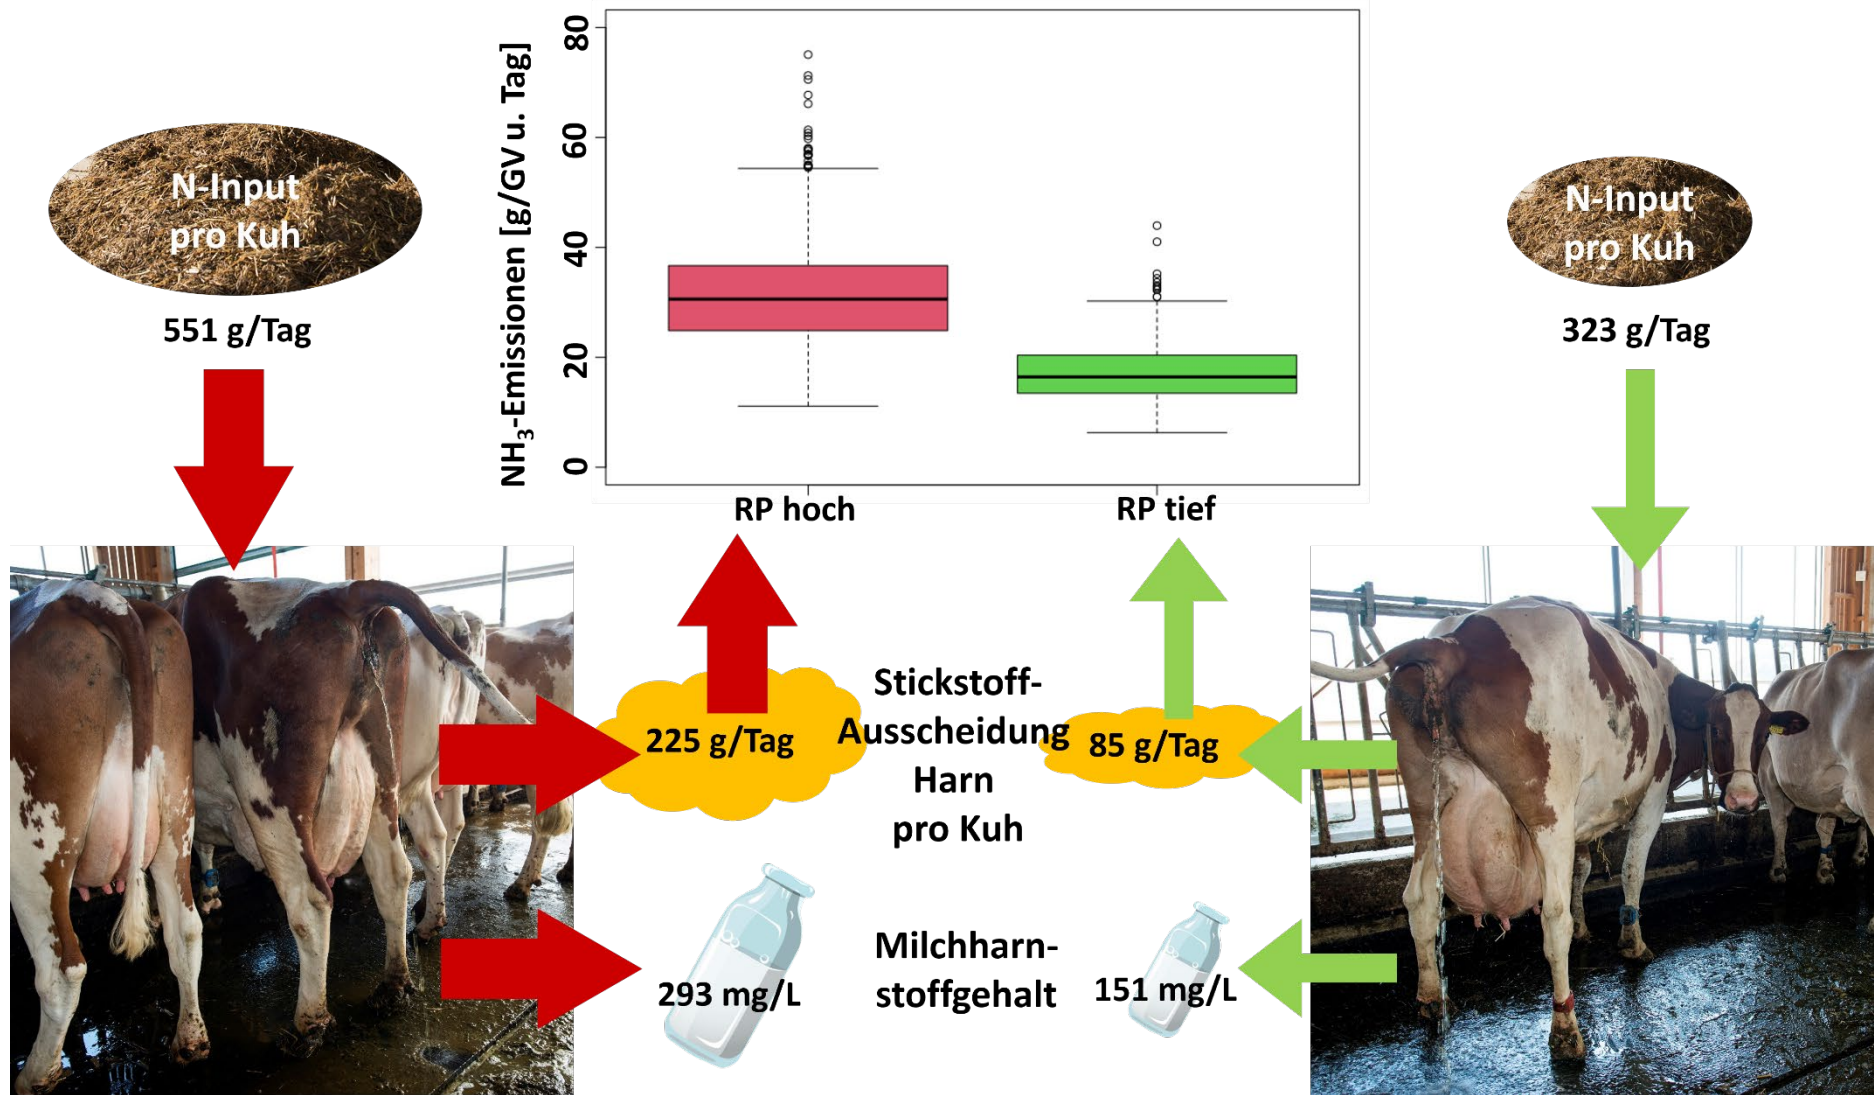 NH₃-Emissionen [g/GV u. Tag]
80
60
40
20
0
RP hoch
RP tief
N-Input
pro Kuh
551 g/Tag
N-Input
pro Kuh
323 g/Tag
225 g/Tag
Stickstoff-
Ausscheidung
Harn
pro Kuh
85 g/Tag
293 mg/L
Milchharn-
stoffgehalt
151 mg/L